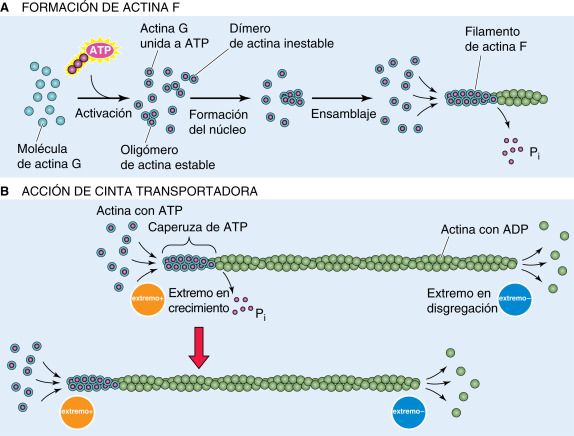 A FORMACIÓN DE ACTINA F
ATP
Actina G
unida a ATP
Dímero
de actina inestable
Filamento
de actina F
Activación
Formación
del núcleo
Ensamblaje
Molécula
de actina G
Oligómero
de actina estable
Pi
B ACCIÓN DE CINTA TRANSPORTADORA
Actina con ATP
Caperuza de ATP
Actina con ADP
extremo+
Extremo en
crecimiento
Pi
Extremo en
disgregación
extremo–
extremo+
extremo–